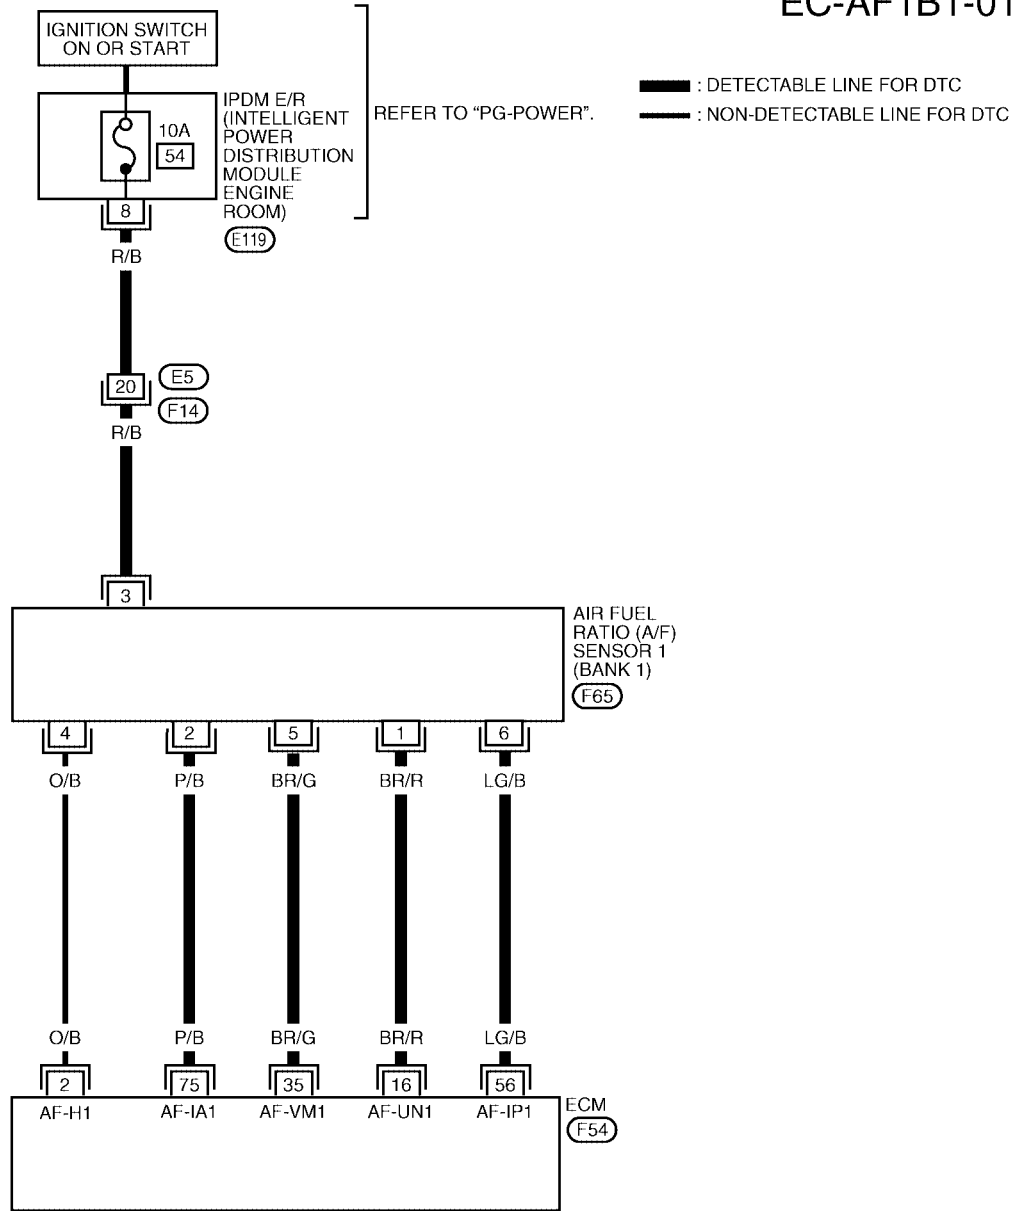 EC-AF1B1-01
IGNITION SWITCH
ON OR START
IPDM E/R
(INTELLIGENT
POWER
DISTRIBUTION
MODULE
ENGINE
ROOM)
E119
10A
54
8
REFER TO “PG-POWER”.
: DETECTABLE LINE FOR DTC
: NON-DETECTABLE LINE FOR DTC
R/B
20
E5
F14
R/B
3
AIR FUEL
RATIO (A/F)
SENSOR 1
(BANK 1)
F65
4 2 5 1 6
O/B P/B BR/G BR/R LG/B
O/B P/B BR/G BR/R LG/B
2 75 35 16 56
AF-H1 AF-IA1 AF-VM1 AF-UN1 AF-IP1
ECM
F54